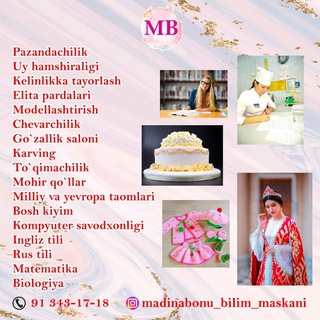 MB
Pazandachilik
Uy hamshiraligi
Kelinlikka tayorlash
Elita pardalari
Modellashtirish
Chevarchilik
Go`zallik saloni
Karving
To`qimachilik
Mohir qo`llar
Milliy va yevropa taomlari
Bosh kiyim
Kompyuter savodxonligi
Ingliz tili
Rus tili
Matematika
Biologiya
91 343-17-18 madinabonu_bilim_maskani